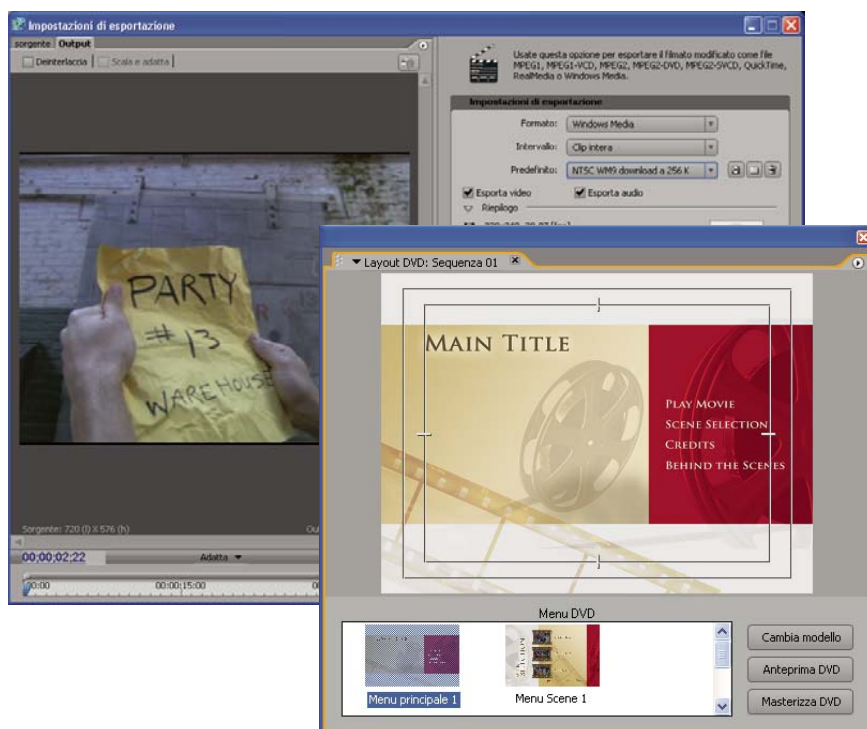 Impostazioni di esportazione
sorgente Output
Deinterlaccia Scala e adatta
Usate questa opzione per esportare il filmato modificato come file
MPEG1, MPEG1-VCD, MPEG2, MPEG2-DVD, MPEG2-SVCD, QuickTime,
RealMedia o Windows Media.
Impostazioni di esportazione
Formato: Windows Media
Intervallo: Clip intera
Predefinito: NTSC WM9 download a 256 K
Esporta video Esporta audio
Riepilogo
PARTY
#13
WAREHOUSE
Sorgente: 720 (l) X 576 (h)
00;00;02;22 Adatta
00:00 00:00:15:00
Layout DVD: Sequenza 01
MAIN TITLE
PLAY MOVIE
SCENE SELECTION
CREDITS
BEHIND THE SCENES
Menu DVD
Menu principale 1
Menu Scene 1
Cambia modello
Anteprima DVD
Masterizza DVD